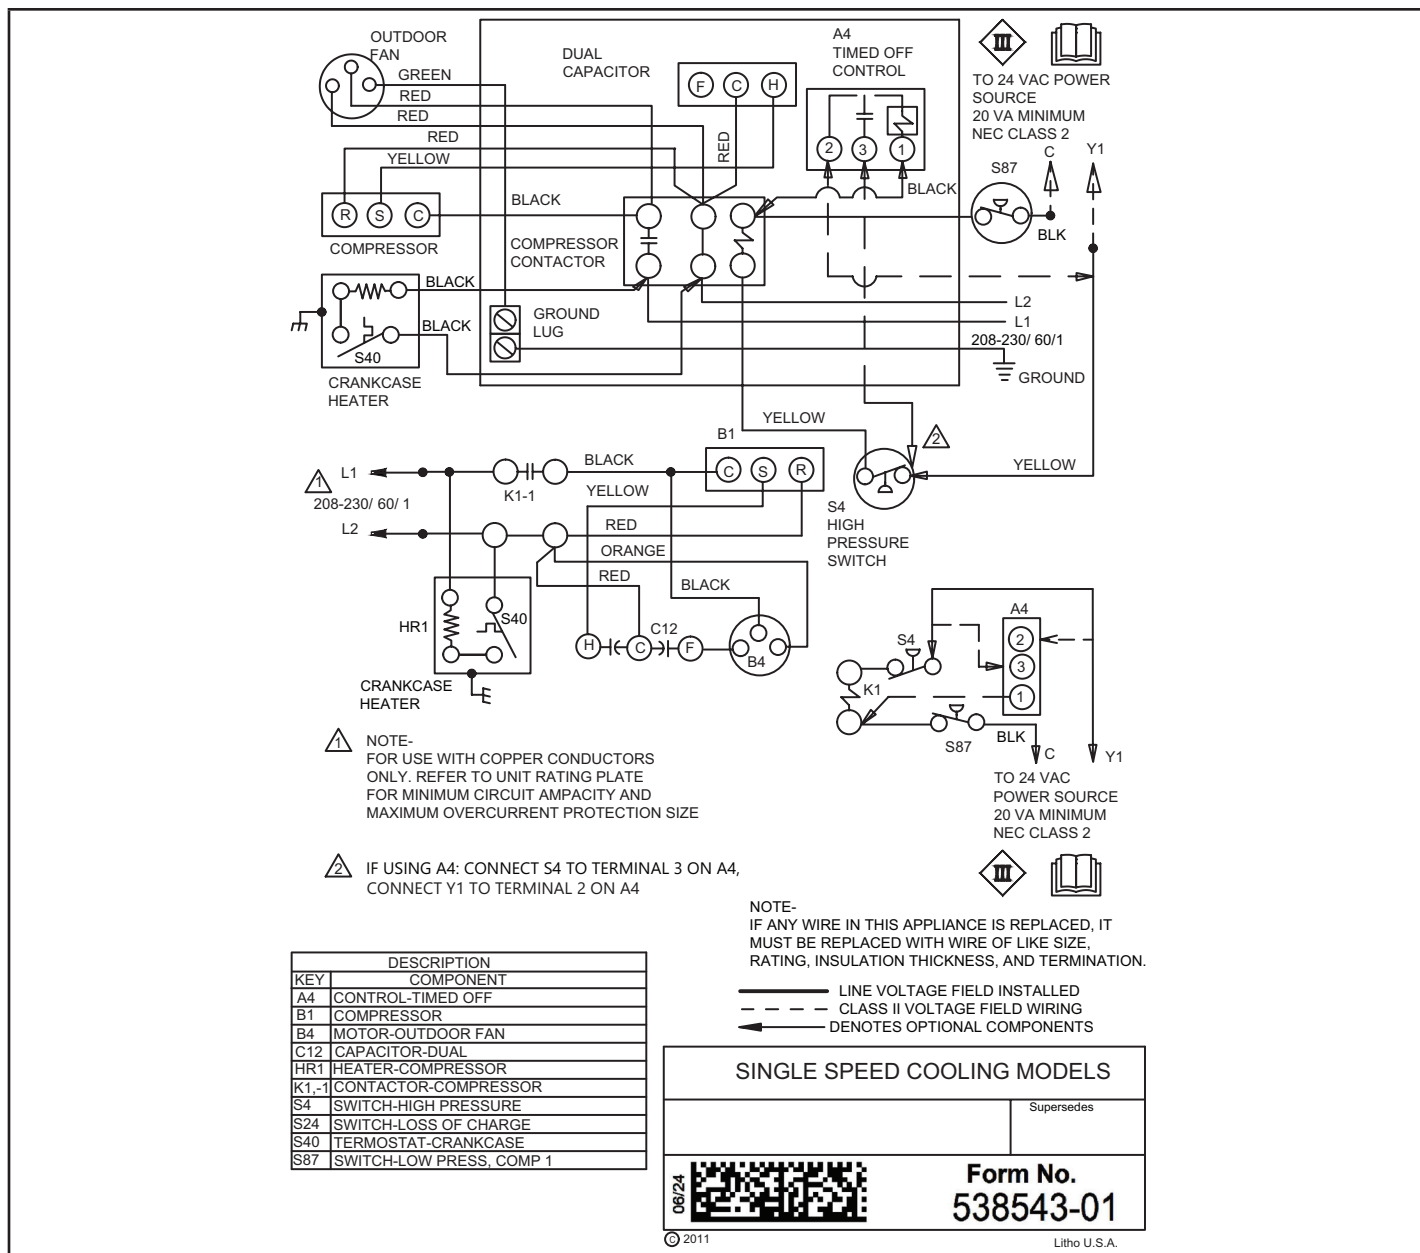 OUTDOOR
FAN
GREEN
RED
RED
RED
YELLOW
DUAL
CAPACITOR
F C H
RED
A4
TIMED OFF
CONTROL
2 3 1
BLACK
III
TO 24 VAC POWER
SOURCE
20 VA MINIMUM
NEC CLASS 2
C
Y1
S87
BLK
R S C
COMPRESSOR
BLACK
COMPRESSOR
CONTACTOR
BLACK
BLACK
S40
CRANKCASE
HEATER
GROUND
LUG
L2
L1
208-230/ 60/1
GROUND
YELLOW
2
YELLOW
S4
HIGH
PRESSURE
SWITCH
B1
C S R
1
L1
208-230/ 60/ 1
L2
K1-1
BLACK
YELLOW
RED
ORANGE
RED
BLACK
HR1
S40
CRANKCASE
HEATER
H C C12 F
B4
A4
2
3
1
S4
K1
S87
BLK
C
Y1
TO 24 VAC
POWER SOURCE
20 VA MINIMUM
NEC CLASS 2
III
1 NOTE-
FOR USE WITH COPPER CONDUCTORS
ONLY. REFER TO UNIT RATING PLATE
FOR MINIMUM CIRCUIT AMPACITY AND
MAXIMUM OVERCURRENT PROTECTION SIZE
2 IF USING A4: CONNECT S4 TO TERMINAL 3 ON A4,
CONNECT Y1 TO TERMINAL 2 ON A4
NOTE-
IF ANY WIRE IN THIS APPLIANCE IS REPLACED, IT
MUST BE REPLACED WITH WIRE OF LIKE SIZE,
RATING, INSULATION THICKNESS, AND TERMINATION.
LINE VOLTAGE FIELD INSTALLED
CLASS II VOLTAGE FIELD WIRING
DENOTES OPTIONAL COMPONENTS
DESCRIPTION
KEY COMPONENT
A4 CONTROL-TIMED OFF
B1 COMPRESSOR
B4 MOTOR-OUTDOOR FAN
C12 CAPACITOR-DUAL
HR1 HEATER-COMPRESSOR
K1,-1 CONTACTOR-COMPRESSOR
S4 SWITCH-HIGH PRESSURE
S24 SWITCH-LOSS OF CHARGE
S40 TERMOSTAT-CRANKCASE
S87 SWITCH-LOW PRESS, COMP 1
SINGLE SPEED COOLING MODELS
Supersedes
06/24
Form No.
538543-01
© 2011
Litho U.S.A.